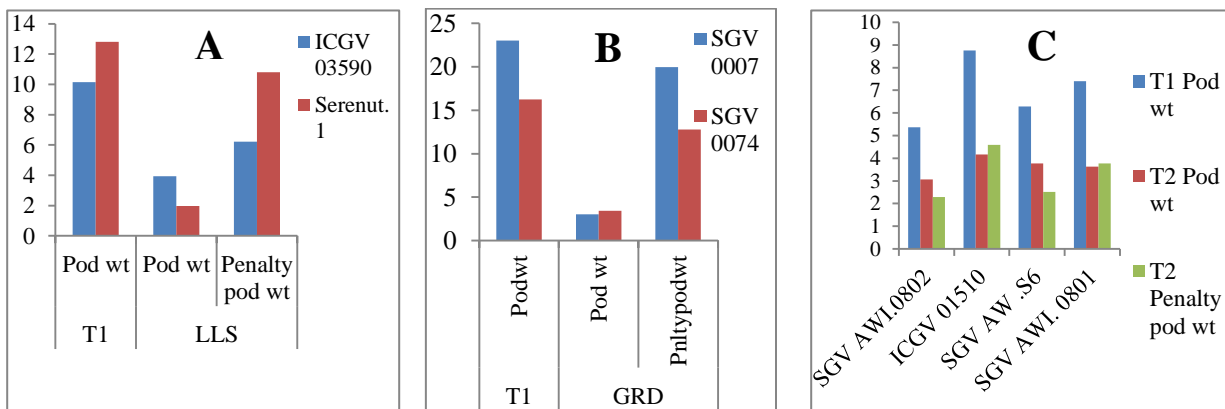 A
14
12
10
8
6
4
2
0
Pod wt
Pod wt
Penalty
pod wt
T1
LLS
ICGV
03590
Serenut.
1
B
25
20
15
10
5
0
Podwt
Pod wt
Pnltypodwt
T1
GRD
SGV
0007
SGV
0074
C
10
9
8
7
6
5
4
3
2
1
0
SGV AWI.0802
ICGV 01510
SGV AW .S6
SGV AWI. 0801
T1 Pod
wt
T2 Pod
wt
T2
Penalty
pod wt